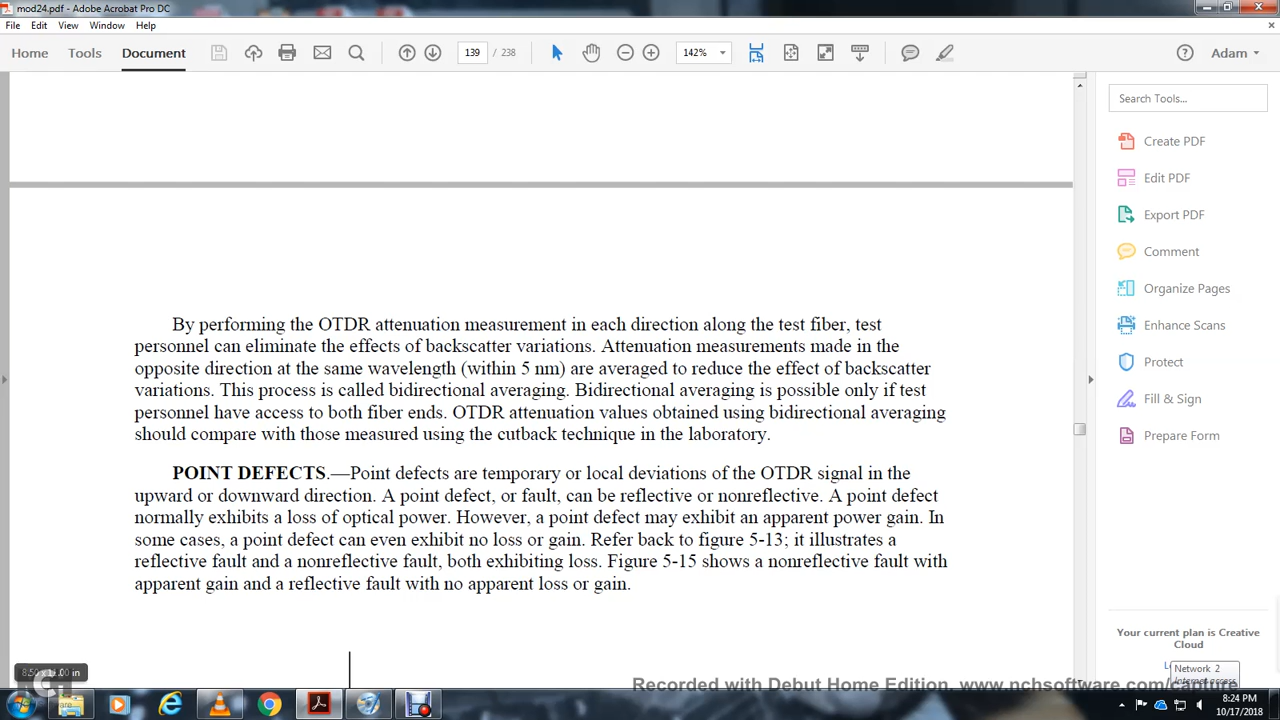 mod24.pdf - Adobe Acrobat Pro DC
File Edit View Window Help
Home Tools Document 139 / 238 142% Adam
Search Tools...
Create PDF
Edit PDF
Export PDF
Comment
Organize Pages
Enhance Scans
Protect
Fill & Sign
Prepare Form
By performing the OTDR attenuation measurement in each direction along the test fiber, test
personnel can eliminate the effects of backscatter variations. Attenuation measurements made in the
opposite direction at the same wavelength (within 5 nm) are averaged to reduce the effect of backscatter
variations. This process is called bidirectional averaging. Bidirectional averaging is possible only if test
personnel have access to both fiber ends. OTDR attenuation values obtained using bidirectional averaging
should compare with those measured using the cutback technique in the laboratory.
POINT DEFECTS.—Point defects are temporary or local deviations of the OTDR signal in the
upward or downward direction. A point defect, or fault, can be reflective or nonreflective. A point defect
normally exhibits a loss of optical power. However, a point defect may exhibit an apparent power gain. In
some cases, a point defect can even exhibit no loss or gain. Refer back to figure 5-13; it illustrates a
reflective fault and a nonreflective fault, both exhibiting loss. Figure 5-15 shows a nonreflective fault with
apparent gain and a reflective fault with no apparent loss or gain.
Your current plan is Creative
Cloud
Network 2
Internet access
8.50 x 11.00 in
Recorded with Debut Home Edition. www.nchsoftware.com/capture
8:24 PM
10/17/2018